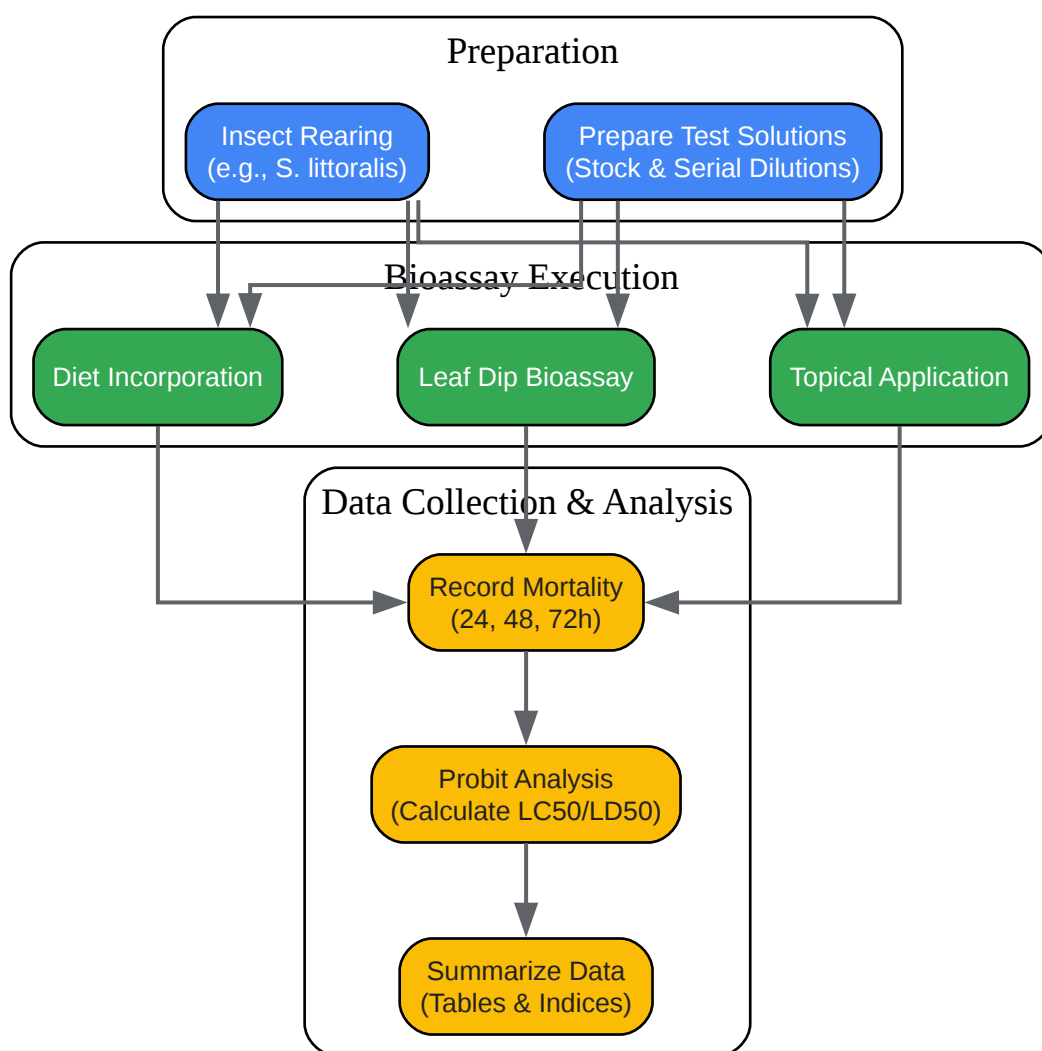 Preparation
Insect Rearing
(e.g., S. littoralis)
Prepare Test Solutions
(Stock & Serial Dilutions)
Bioassay Execution
Diet Incorporation
Leaf Dip Bioassay
Topical Application
Data Collection & Analysis
Record Mortality
(24, 48, 72h)
Probit Analysis
(Calculate LC50/LD50)
Summarize Data
(Tables & Indices)